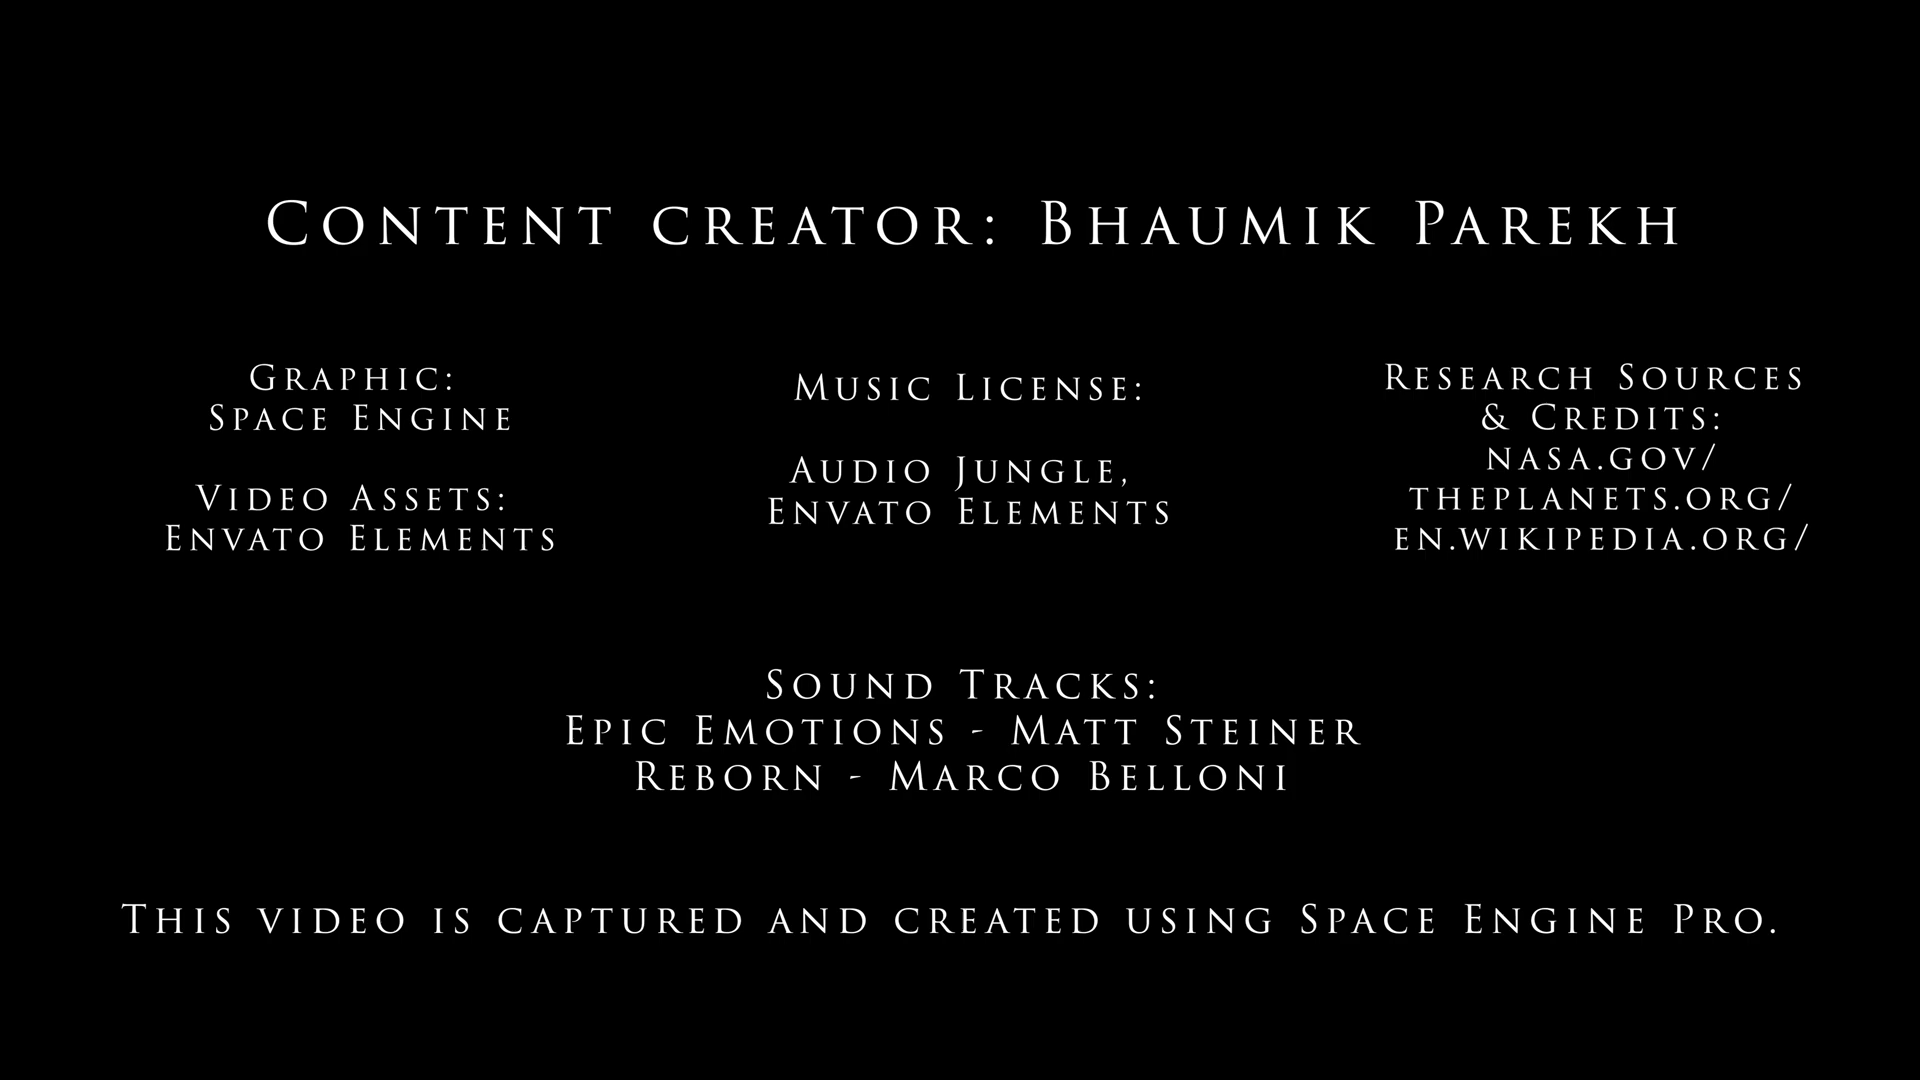 Content creator: Bhaumik Parekh
Graphic:
Space Engine
Video Assets:
Envato Elements
Music License:
Audio Jungle,
Envato Elements
Research Sources
& Credits:
nasa.gov/
theplanets.org/
en.wikipedia.org/
Sound Tracks:
Epic Emotions - Matt Steiner
Reborn - Marco Belloni
This video is captured and created using Space Engine Pro.